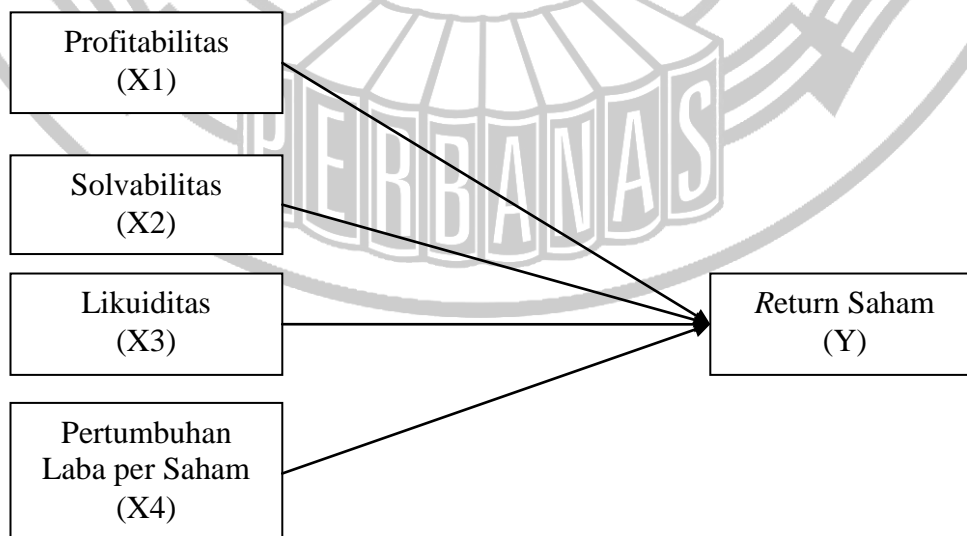 Profitabilitas
(X1)
Solvabilitas
(X2)
Likuiditas
(X3)
Pertumbuhan
Laba per Saham
(X4)
Return Saham
(Y)
PERBANAS